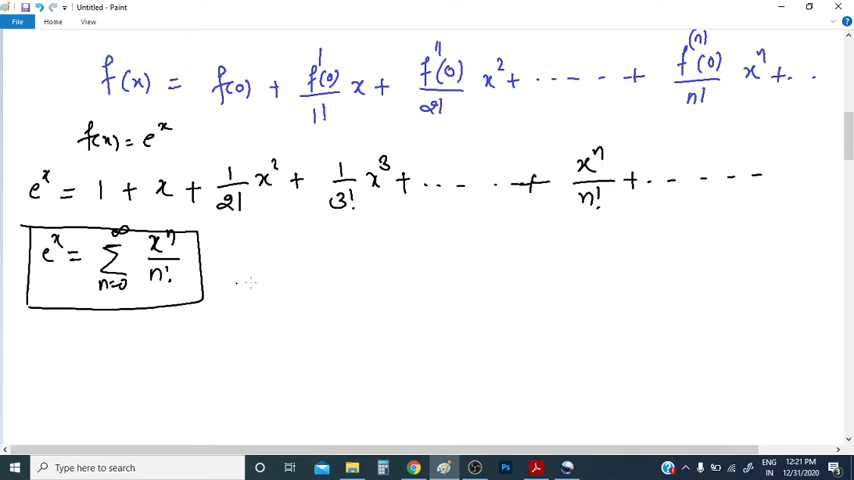 Untitled - Paint
File Home View
f(x) = f(0) + f'(0)/1! x + f''(0)/2! x² + ...... + f⁽ⁿ⁾(0)/n! xⁿ + ...
f(x) = eˣ
eˣ = 1 + x + 1/2! x² + 1/3! x³ + ..... + xⁿ/n! + ......
eˣ = ∑ₙ₌₀^∞ xⁿ/n!
Type here to search
ENG 12:21 PM
IN 12/31/2020
3